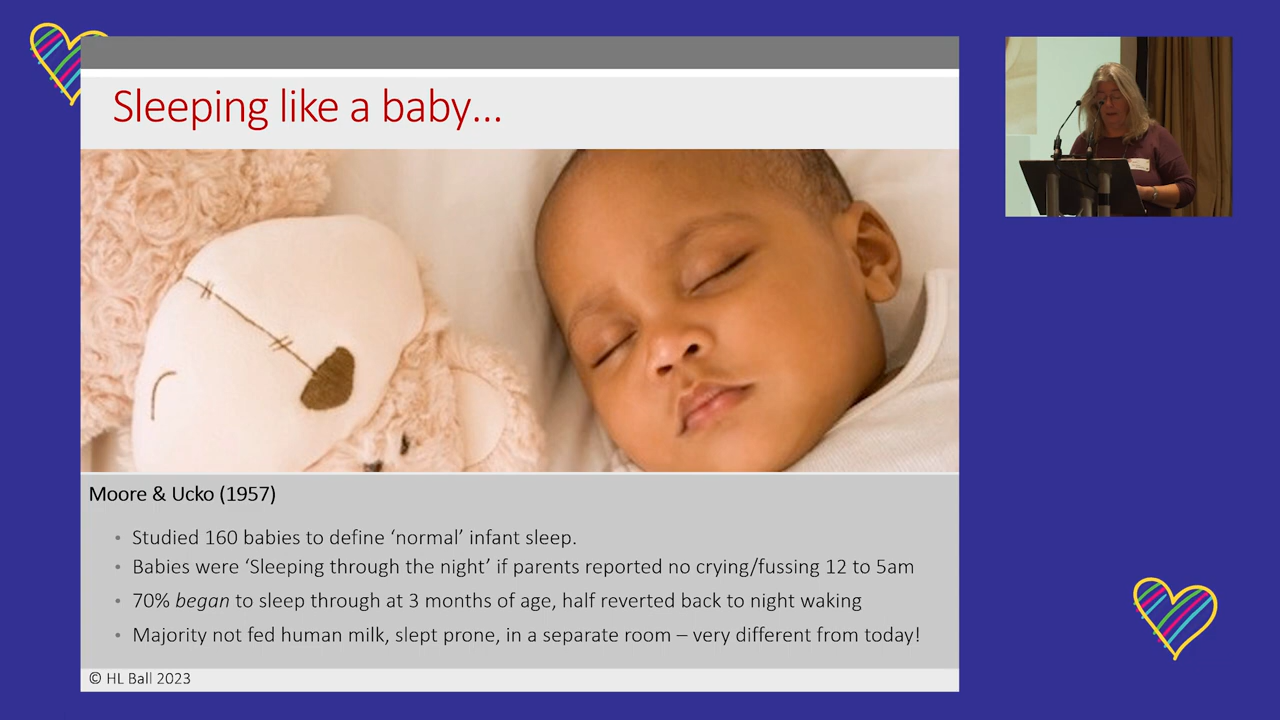 Sleeping like a baby...
Moore & Ucko (1957)
• Studied 160 babies to define ‘normal’ infant sleep.
• Babies were ‘Sleeping through the night’ if parents reported no crying/fussing 12 to 5am
• 70% began to sleep through at 3 months of age, half reverted back to night waking
• Majority not fed human milk, slept prone, in a separate room – very different from today!
© HL Ball 2023